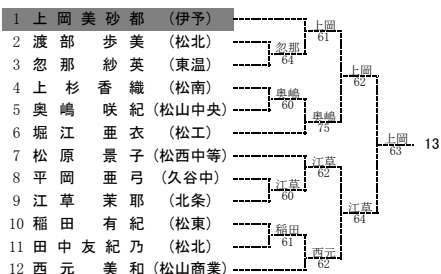 1 上岡美砂都 (伊予)
2 渡部 歩美 (松北)
3 忽那 紗英 (東温)
4 上杉 香織 (松南)
5 奥嶋 咲紀 (松山中央)
6 堀江 亜衣 (松工)
7 松原 景子 (松西中等)
8 平岡 亜弓 (久谷中)
9 江草 茉耶 (北条)
10 稲田 有紀 (松東)
11 田中友紀乃 (松北)
12 西元 美和 (松山商業)
忽那
64
奥嶋
60
江草
60
稲田
61
上岡
61
奥嶋
75
江草
62
西元
62
上岡
62
江草
64
上岡
63
13